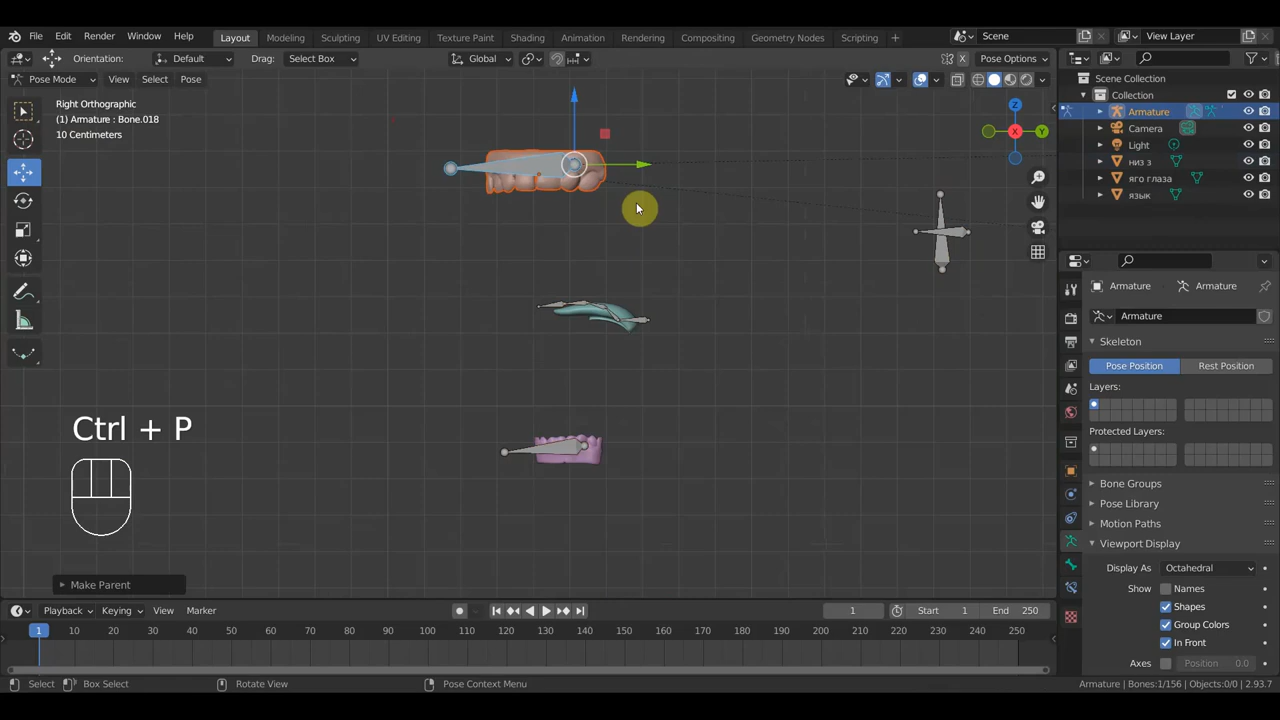 File Edit Render Window Help Layout Modeling Sculpting UV Editing Texture Paint Shading Animation Rendering Compositing Geometry Nodes Scripting + Scene View Layer
Orientation: Default Drag: Select Box Global Pose Options
Pose Mode View Select Pose
Right Orthographic
(1) Armature : Bone.018
10 Centimeters
Z
X
Y
Scene Collection
Collection
Armature
Camera
Light
низ з
яго глаза
язык
Armature Armature
Armature
Skeleton
Pose Position Rest Position
Layers:
Protected Layers:
Bone Groups
Pose Library
Motion Paths
Viewport Display
Display As Octahedral
Show Names
Shapes
Group Colors
In Front
Axes Position 0.0
Ctrl + P
Make Parent
Playback Keying View Marker 1 Start 1 End 250
1 10 20 30 40 50 60 70 80 90 100 110 120 130 140 150 160 170 180 190 200 210 220 230 240 250
Select Box Select Rotate View Pose Context Menu Armature | Bones:1/156 | Objects:0/0 | 2.93.7